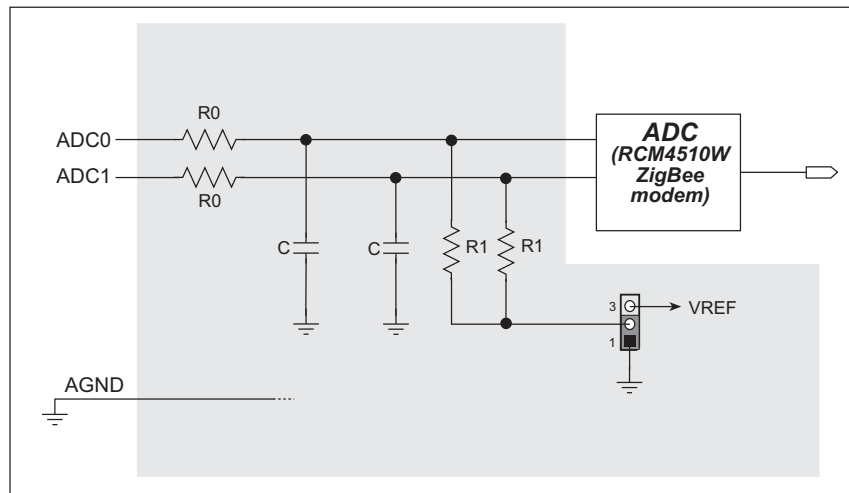 R0
ADC0
ADC1
R0
ADC
(RCM4510W
ZigBee
modem)
C
C
R1
R1
3
VREF
1
AGND